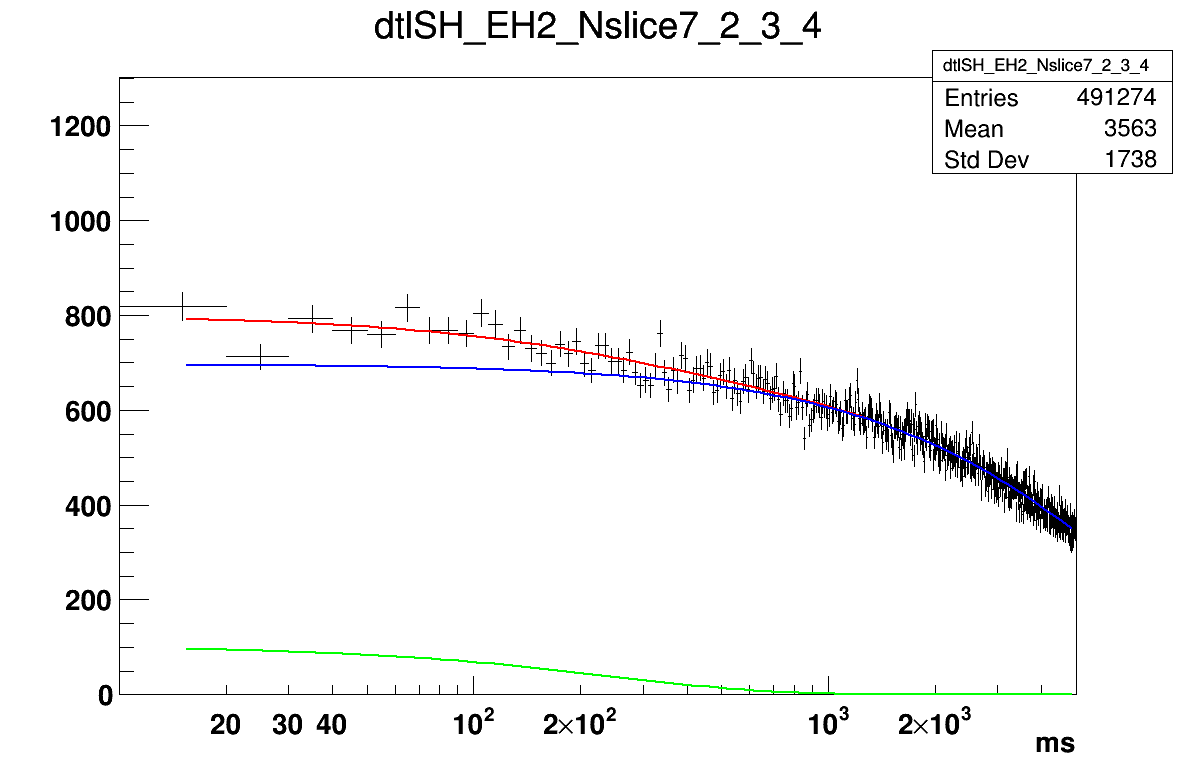 dtlSH_EH2_Nslice7_2_3_4
dtlSH_EH2_Nslice7_2_3_4
Entries 491274
Mean 3563
Std Dev 1738
1200
1000
800
600
400
200
0
20 30 40 10² 2×10² 10³ 2×10³
ms